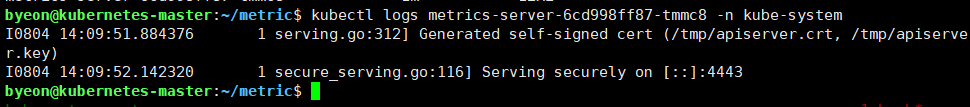 byeon@kubernetes-master:~/metric$ kubectl logs metrics-server-6cd998ff87-tmmc8 -n kube-system
I0804 14:09:51.884376       1 serving.go:312] Generated self-signed cert (/tmp/apiserver.crt, /tmp/apiserve
r.key)
I0804 14:09:52.142320       1 secure_serving.go:116] Serving securely on [::]:4443
byeon@kubernetes-master:~/metric$